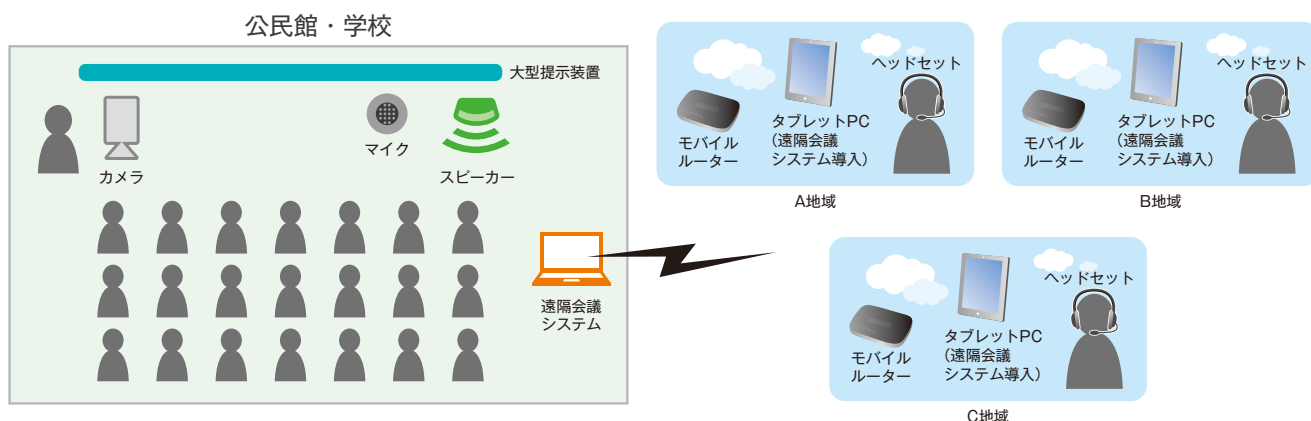 公民館・学校
大型提示装置
カメラ
マイク
スピーカー
遠隔会議
システム
ヘッドセット
モバイル
ルーター
タブレットPC
(遠隔会議
システム導入)
A地域
ヘッドセット
モバイル
ルーター
タブレットPC
(遠隔会議
システム導入)
B地域
ヘッドセット
モバイル
ルーター
タブレットPC
(遠隔会議
システム導入)
C地域